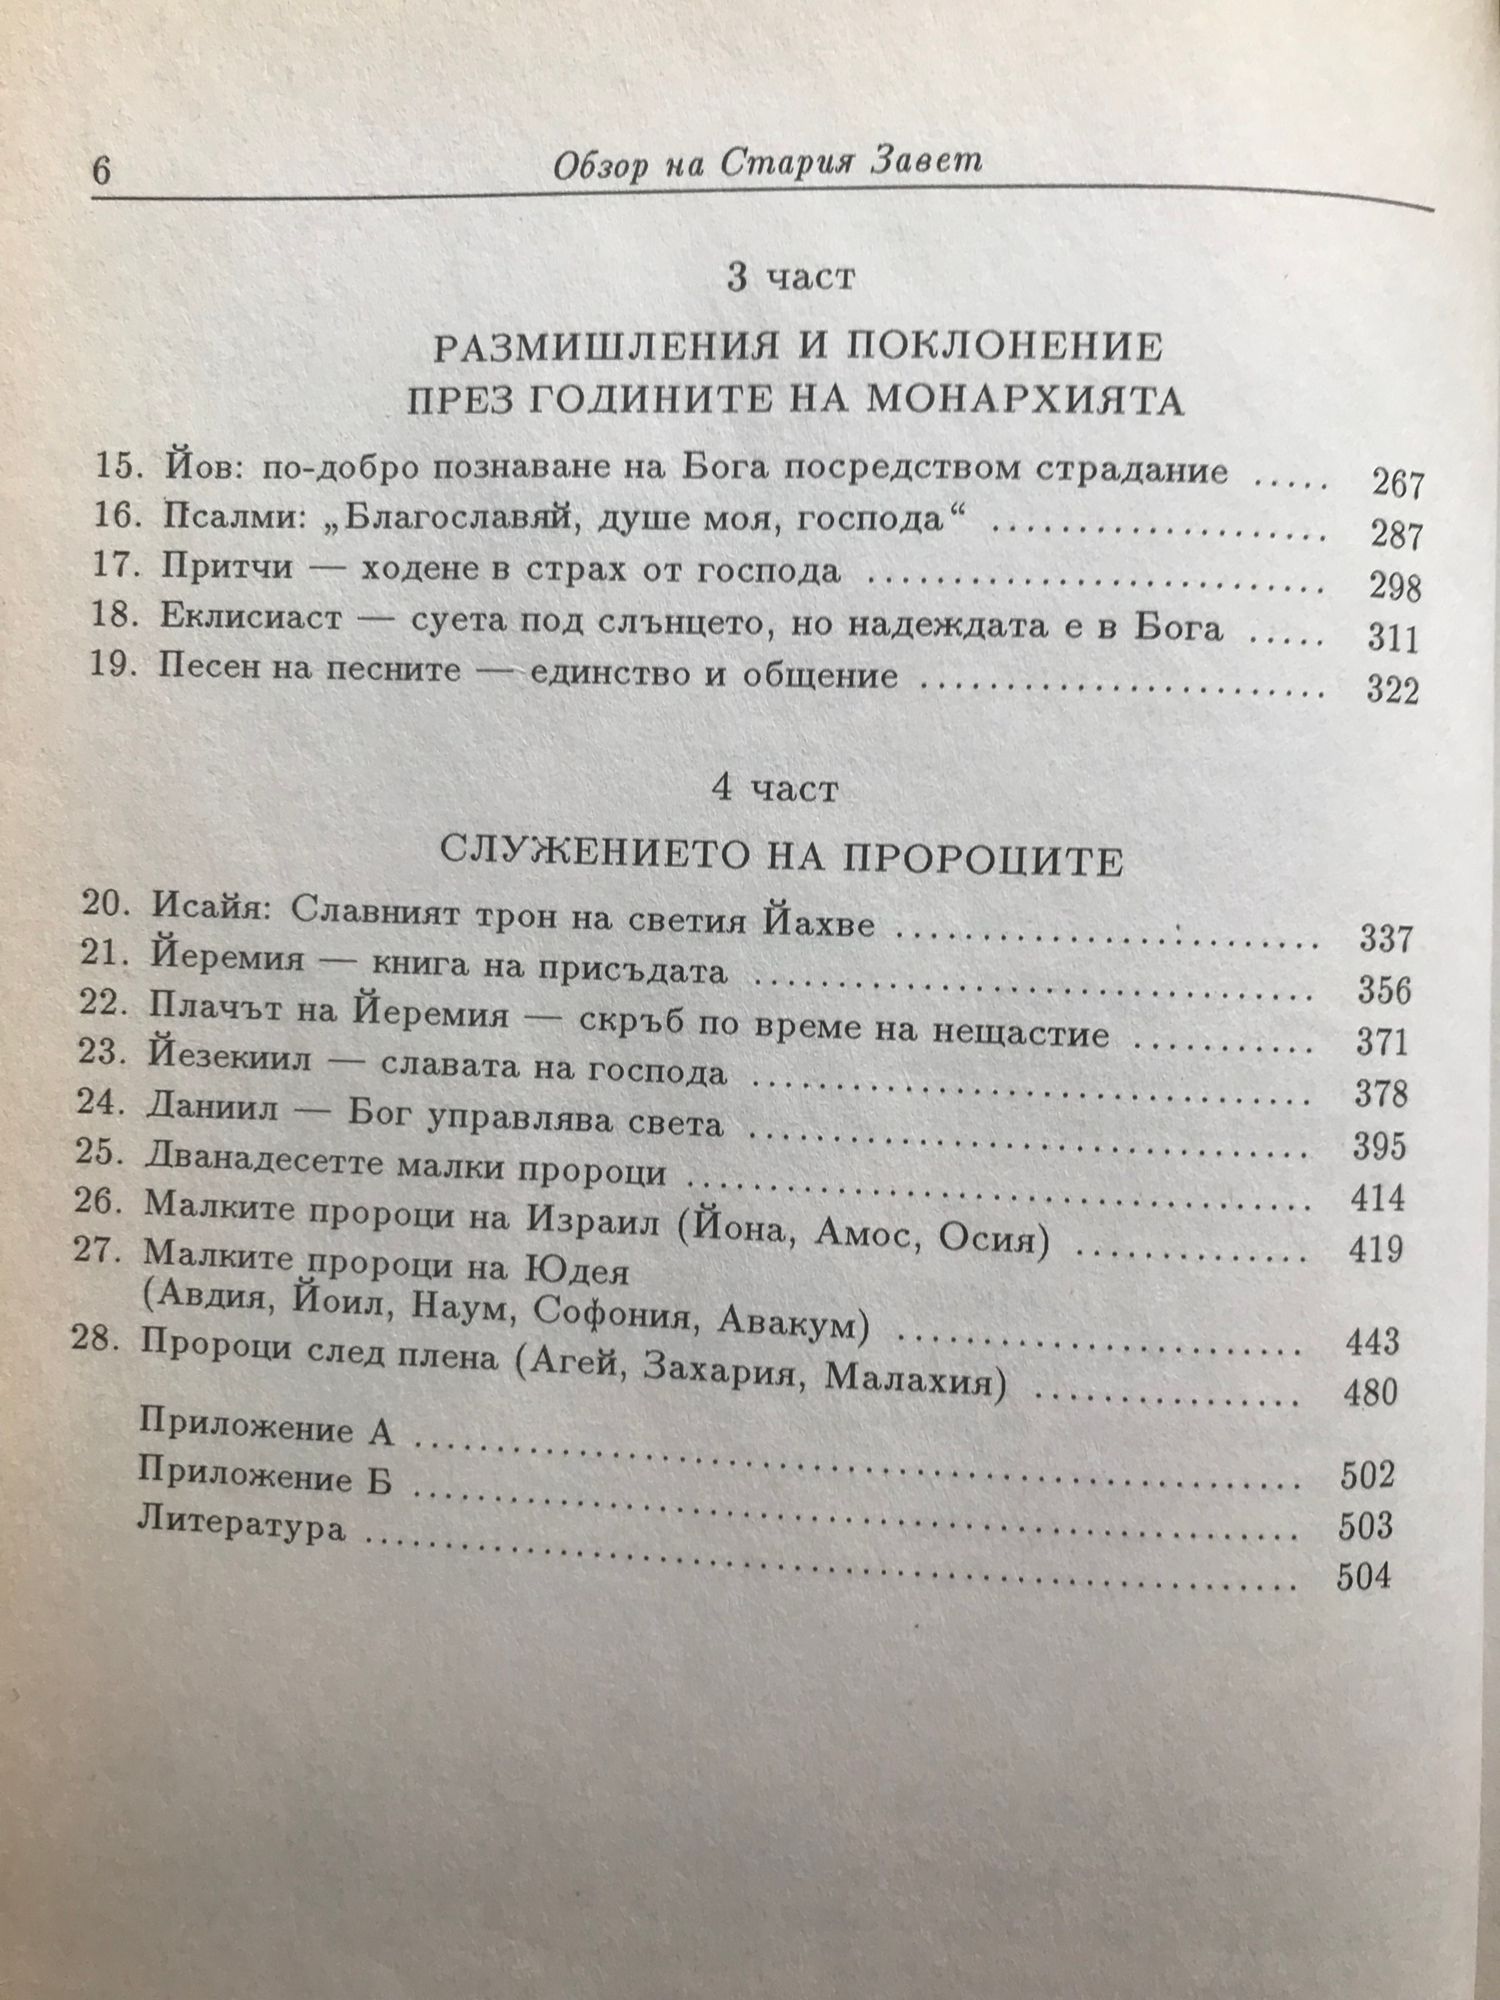 6 Обзор на Стария Завет
3 част
РАЗМИШЛЕНИЯ И ПОКЛОНЕНИЕ
ПРЕЗ ГОДИНИТЕ НА МОНАРХИЯТА
15. Йов: по-добро познаване на Бога посредством страдание ..... 267
16. Псалми: „Благославяй, душе моя, господа“ .................... 287
17. Притчи — ходене в страх от господа ........................... 298
18. Еклисиаст — суета под слънцето, но надеждата е в Бога ..... 311
19. Песен на песните — единство и общение ........................ 322
4 част
СЛУЖЕНИЕТО НА ПРОРОЦИТЕ
20. Исайя: Славният трон на светия Йахве ......................... 337
21. Йеремия — книга на присъдата ................................. 356
22. Плачът на Йеремия — скръб по време на нещастие ........... 371
23. Йезекиил — славата на господа ................................. 378
24. Даниил — Бог управлява света ................................. 395
25. Дванадесетте малки пророци .................................... 414
26. Малките пророци на Израил (Йона, Амос, Осия) .............. 419
27. Малките пророци на Юдея
(Авдия, Йоил, Наум, Софония, Авакум) ........................ 443
28. Пророци след плена (Агей, Захария, Малахия) ................ 480
Приложение А .................................................... 502
Приложение Б .................................................... 503
Литература ....................................................... 504